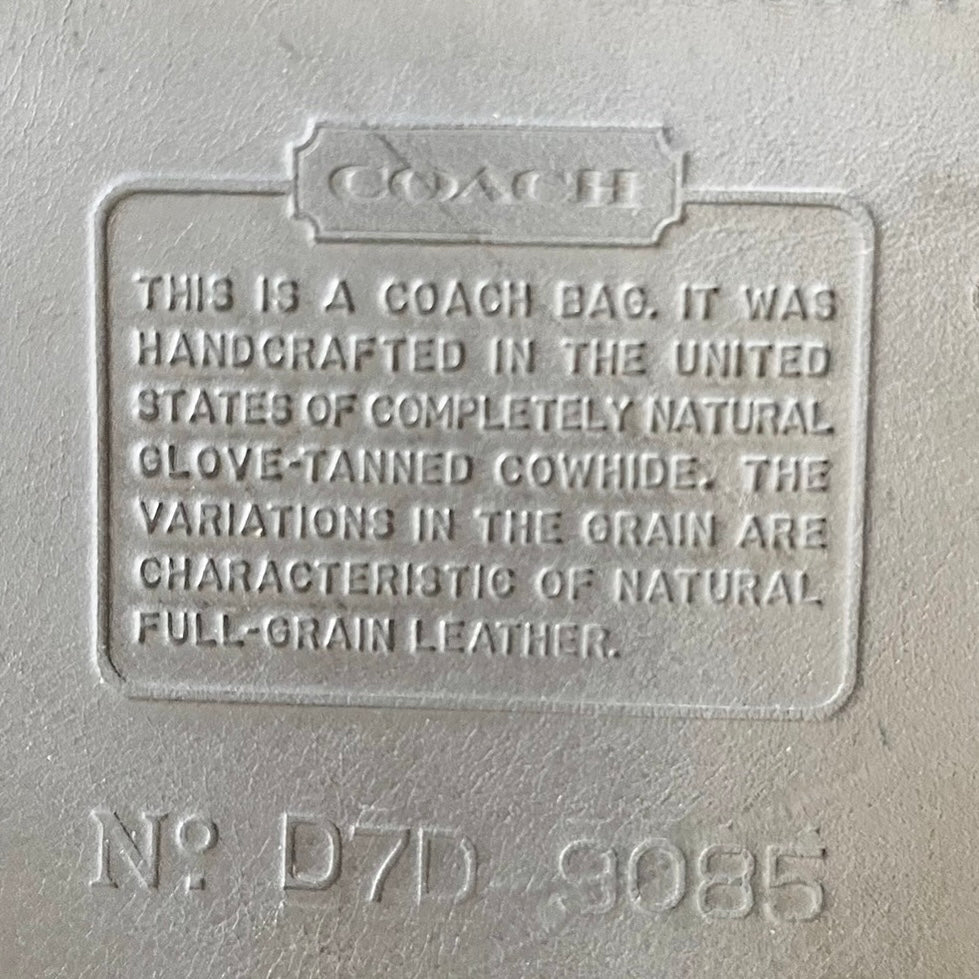 COACH
THIS IS A COACH BAG. IT WAS
HANDCRAFTED IN THE UNITED
STATES OF COMPLETELY NATURAL
GLOVE-TANNED COWHIDE. THE
VARIATIONS IN THE GRAIN ARE
CHARACTERISTIC OF NATURAL
FULL-GRAIN LEATHER.
Nº D7D-9085